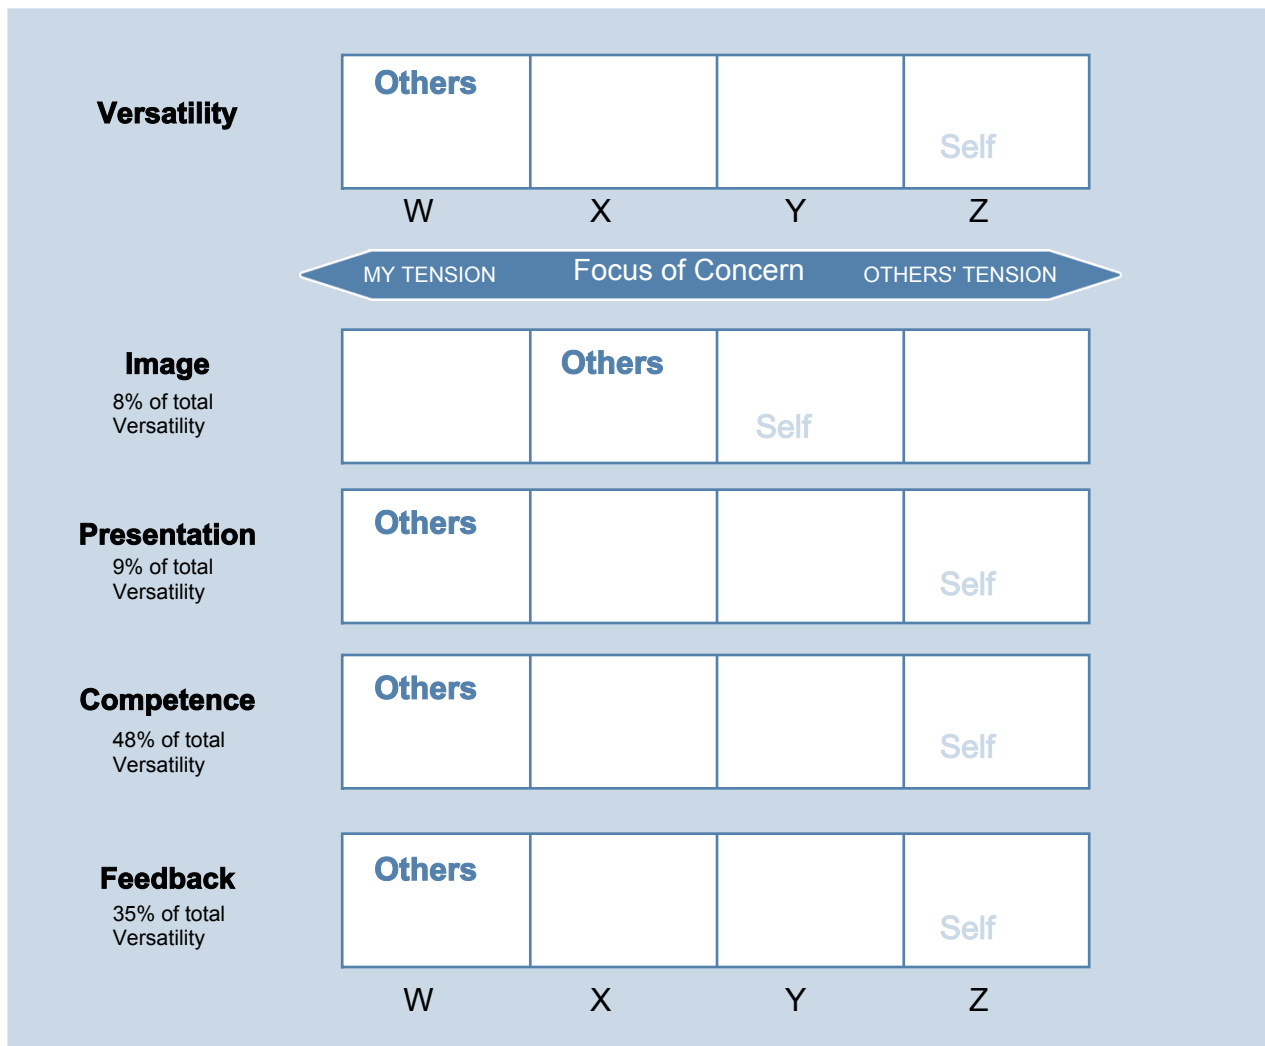 Others
Versatility
Self
W X Y Z
MY TENSION Focus of Concern OTHERS' TENSION
Others
Image
8% of total
Versatility
Self
Others
Presentation
9% of total
Versatility
Self
Others
Competence
48% of total
Versatility
Self
Others
Feedback
35% of total
Versatility
Self
W X Y Z